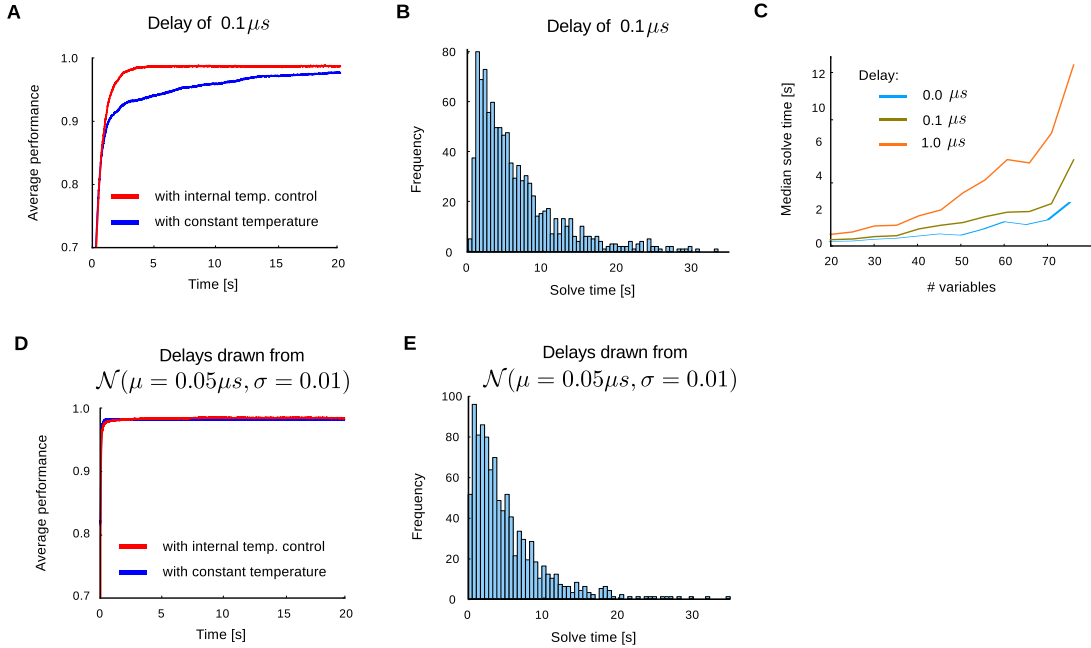 A
Delay of 0.1 μs
Average performance
1.0
0.9
0.8
0.7
with internal temp. control
with constant temperature
0
5
10
15
20
Time [s]
B
Delay of 0.1 μs
Frequency
80
60
40
20
0
0
10
20
30
Solve time [s]
C
Median solve time [s]
12
10
6
4
2
0
Delay:
0.0 μs
0.1 μs
1.0 μs
20
30
40
50
60
70
# variables
D
Delays drawn from
𝒩(μ = 0.05μs, σ = 0.01)
Average performance
1.0
0.9
0.8
0.7
with internal temp. control
with constant temperature
0
5
10
15
20
Time [s]
E
Delays drawn from
𝒩(μ = 0.05μs, σ = 0.01)
Frequency
100
80
60
40
20
0
0
10
20
30
Solve time [s]